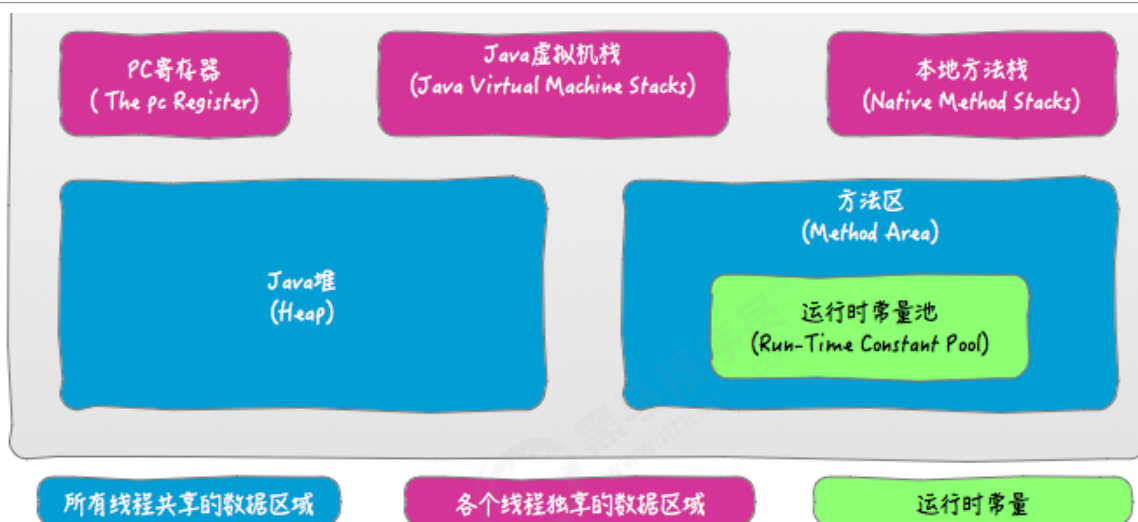 PC寄存器
( The pc Register)
Java虚拟机栈
(Java Virtual Machine Stacks)
本地方法栈
(Native Method Stacks)
Java堆
(Heap)
方法区
(Method Area)
运行时常量池
(Run-Time Constant Pool)
所有线程共享的数据区域
各个线程独享的数据区域
运行时常量